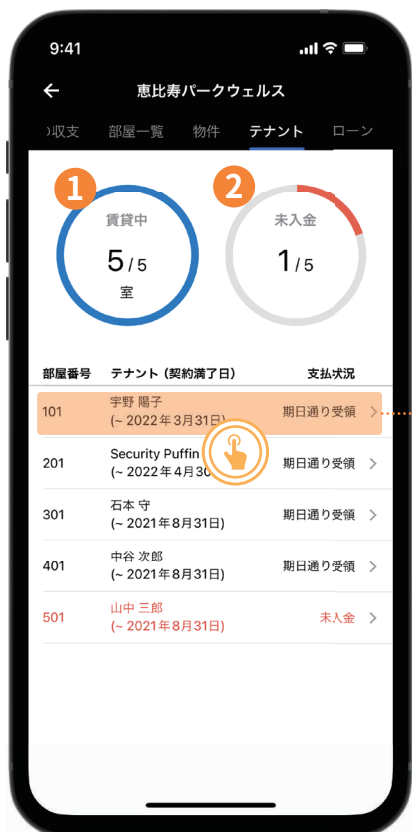 9:41
恵比寿パークウェルス
収支 部屋一覧 物件 テナント ローン
1 2
賃貸中 未入金
5/5 1/5
室
部屋番号 テナント (契約満了日) 支払状況
101 宇野 陽子 期日通り受領
(~ 2022年3月31日)
201 Security Puffin 期日通り受領
(~ 2022年4月30
301 石本 守 期日通り受領
(~ 2021年8月31日)
401 中谷 次郎 期日通り受領
(~ 2021年8月31日)
501 山中 三郎 未入金
(~ 2021年8月31日)